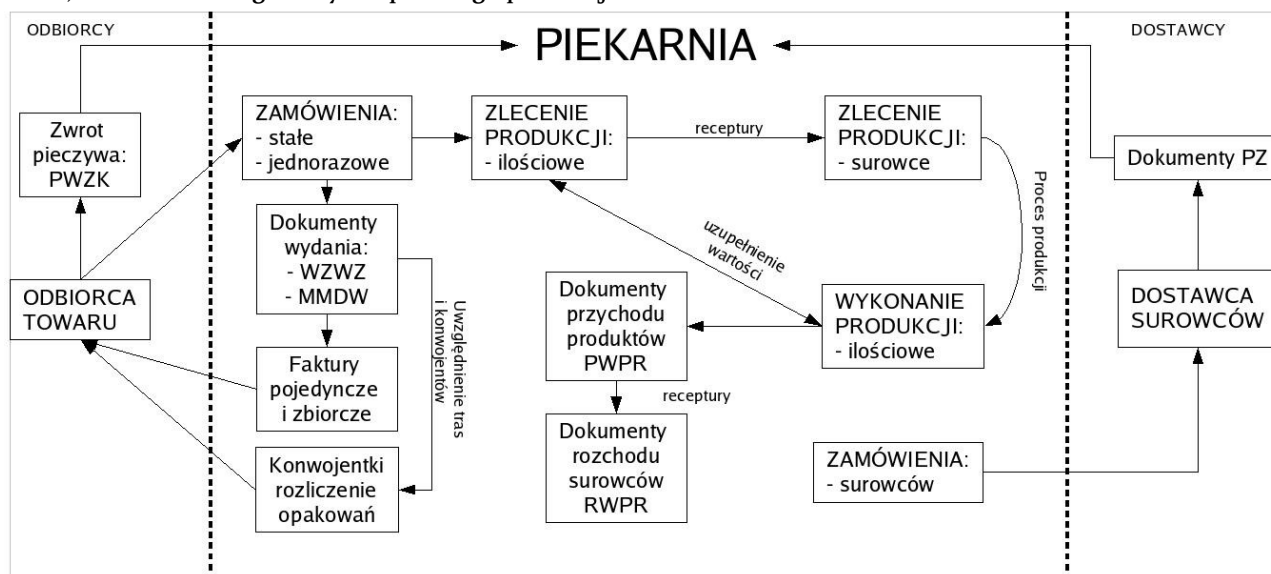 ODBIORCY
PIEKARNIA
DOSTAWCY
Zwrot
pieczywa:
PWZK
ZAMÓWIENIA:
- stałe
- jednorazowe
ZLECENIE
PRODUKCJI:
- ilościowe
receptury
ZLECENIE
PRODUKCJI:
- surowce
Dokumenty PZ
Proces produkcji
Dokumenty
wydania:
- WZWZ
- MMDW
uzupełnienie
wartości
ODBIORCA
TOWARU
Uwzględnienie tras
i konwojentów
Dokumenty
przychodu
produktów
PWPR
WYKONANIE
PRODUKCJI:
- ilościowe
DOSTAWCA
SUROWCÓW
Faktury
pojedyncze
i zbiorcze
receptury
Dokumenty
rozchodu
surowców
RWPR
Konwojentki
rozliczenie
opakowań
ZAMÓWIENIA:
- surowców